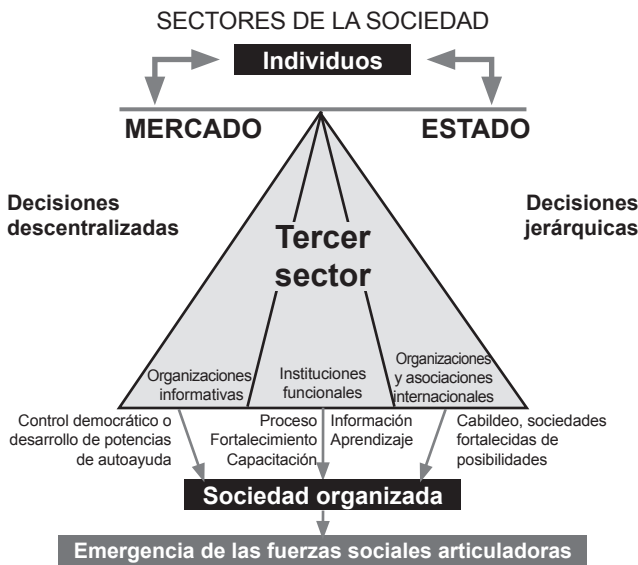 SECTORES DE LA SOCIEDAD
Individuos
MERCADO
ESTADO
Decisiones
descentralizadas
Decisiones
jerárquicas
Tercer
sector
Organizaciones
informativas
Instituciones
funcionales
Organizaciones
y asociaciones
internacionales
Control democrático o
desarrollo de potencias
de autoayuda
Proceso
Fortalecimiento
Capacitación
Información
Aprendizaje
Cabildeo, sociedades
fortalecidas de
posibilidades
Sociedad organizada
Emergencia de las fuerzas sociales articuladoras